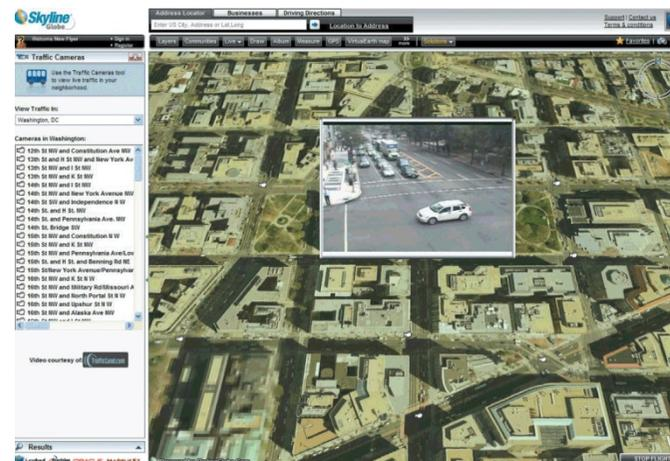 Skyline
Globe
Address Locator Businesses Driving Directions
Enter US City, Address or Lat,Long
Location to Address
Support | Contact us
Terms & conditions
Welcome New Flyer
Sign in
Register
Layers Communities Live Draw Album Measure GPS VirtualEarth map more Solutions
Favorites
Traffic Cameras
Use the Traffic Cameras tool
to view live traffic in your
neighborhood.
View Traffic In:
Washington, DC
Cameras in Washington:
12th St NW and Constitution Ave NW
13th St and H St NW and New York Av
13th St NW and I St NW
13th St NW and K St NW
14th St NW and I St NW
14th St NW and New York Avenue NW
14th St SW and Independence N W
14th St. and H St. NW
14th St. and Pennsylvania Ave. NW
14th St. Bridge SW
15th St NW and Constitution N W
15th St NW and K St NW
15th St NW and Pennsylvania Ave/Lov
15th St. and H St. and Benning Rd NE
15th St/New York Avenue/Pennsylvan
16th St NW and K St N W
16th St NW and Military Rd/Missouri A
16th St NW and North Portal St N W
16th St NW and Upshur St N W
16th St NW and Alaska Ave NW
Video courtesy of:
TrafficLand.com
Results
STOP FLIGHT